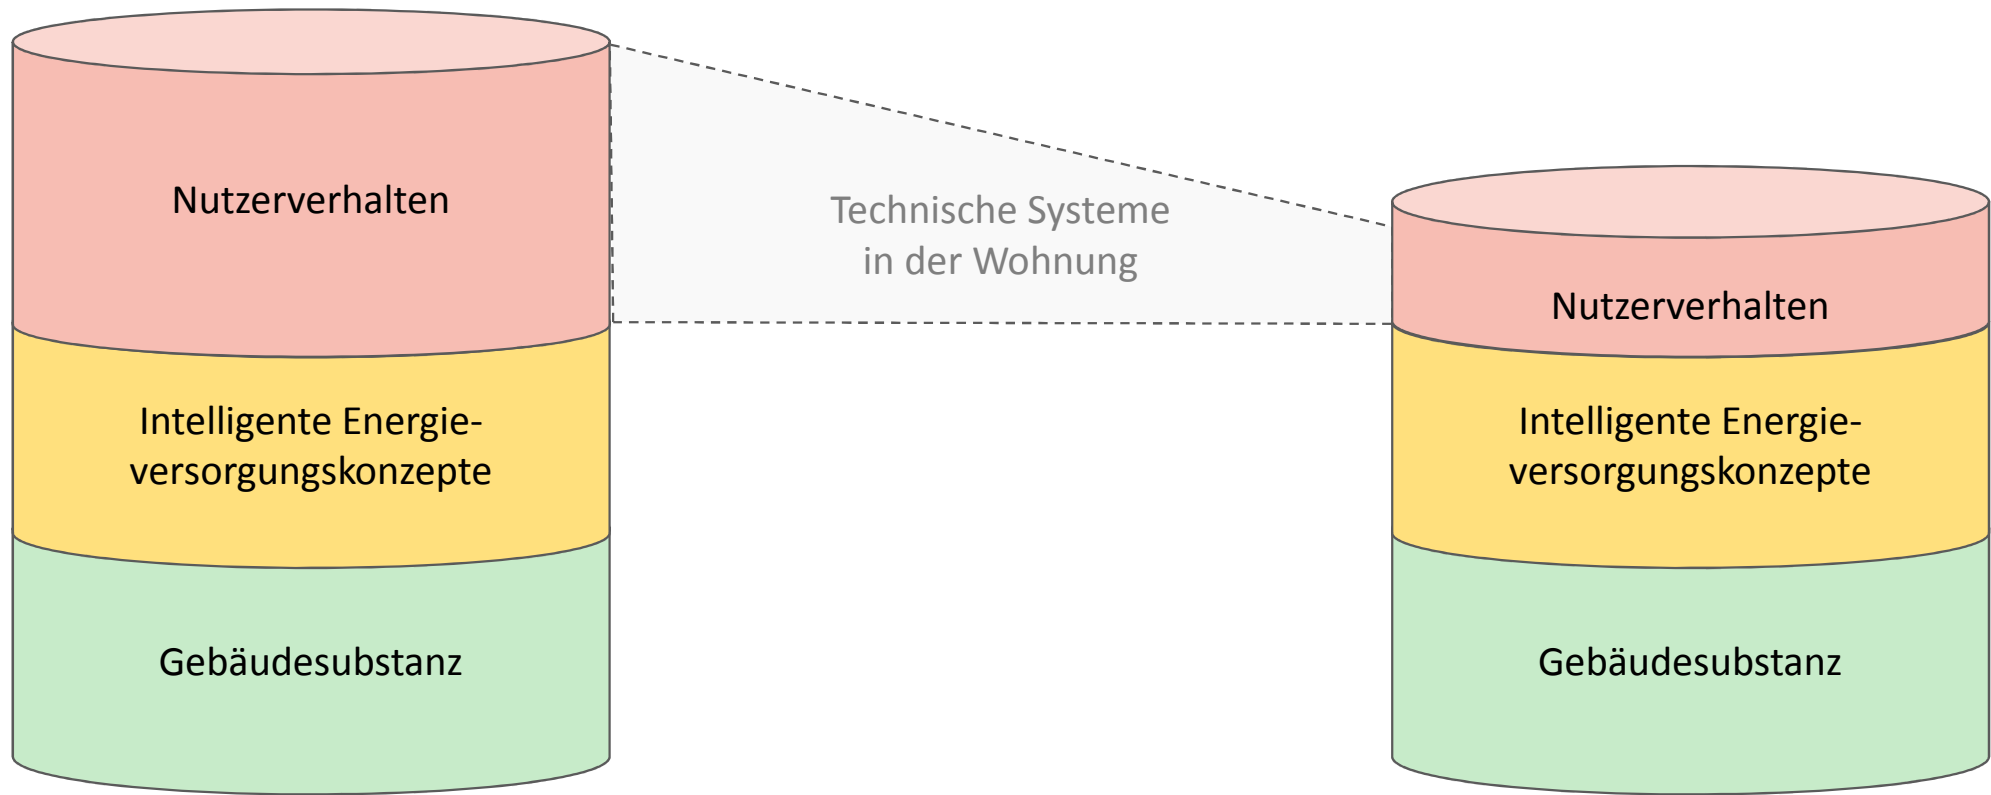 Nutzerverhalten
Intelligente Energie-
versorgungskonzepte
Gebäudesubstanz
Technische Systeme
in der Wohnung
Nutzerverhalten
Intelligente Energie-
versorgungskonzepte
Gebäudesubstanz